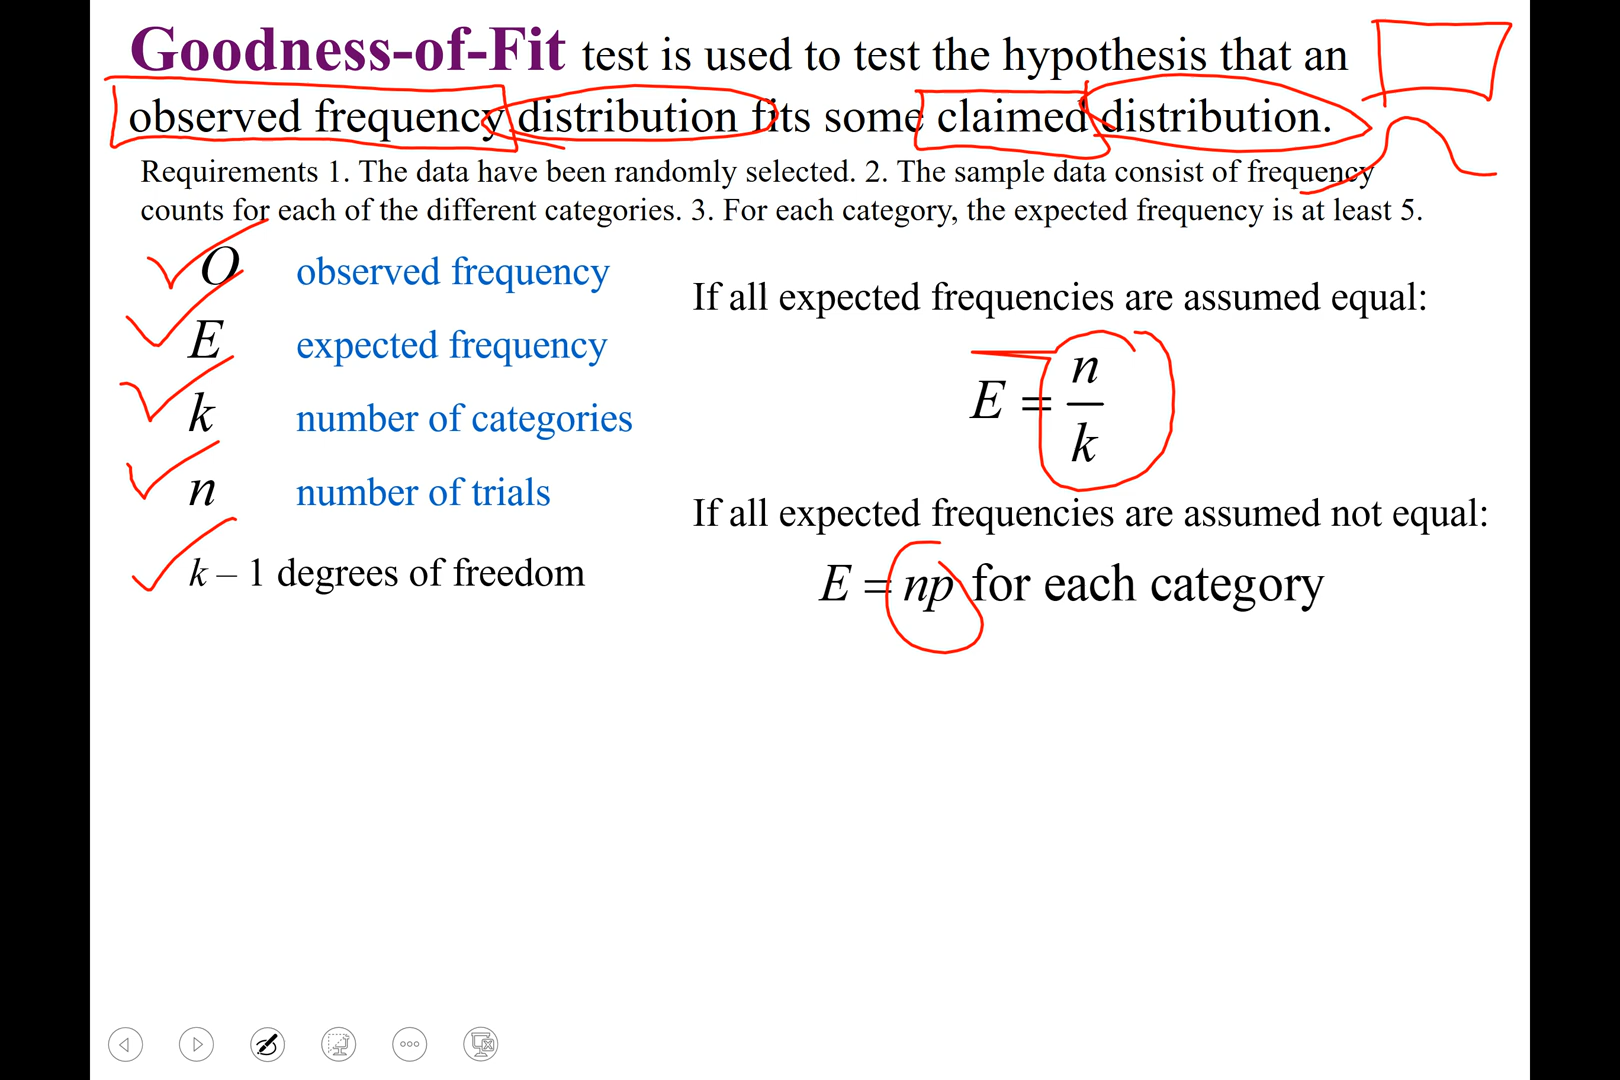 Goodness-of-Fit test is used to test the hypothesis that an
observed frequency distribution fits some claimed distribution.
Requirements 1. The data have been randomly selected. 2. The sample data consist of frequency
counts for each of the different categories. 3. For each category, the expected frequency is at least 5.
O observed frequency
E expected frequency
k number of categories
n number of trials
k – 1 degrees of freedom
If all expected frequencies are assumed equal:
E = n/k
If all expected frequencies are assumed not equal:
E = np for each category